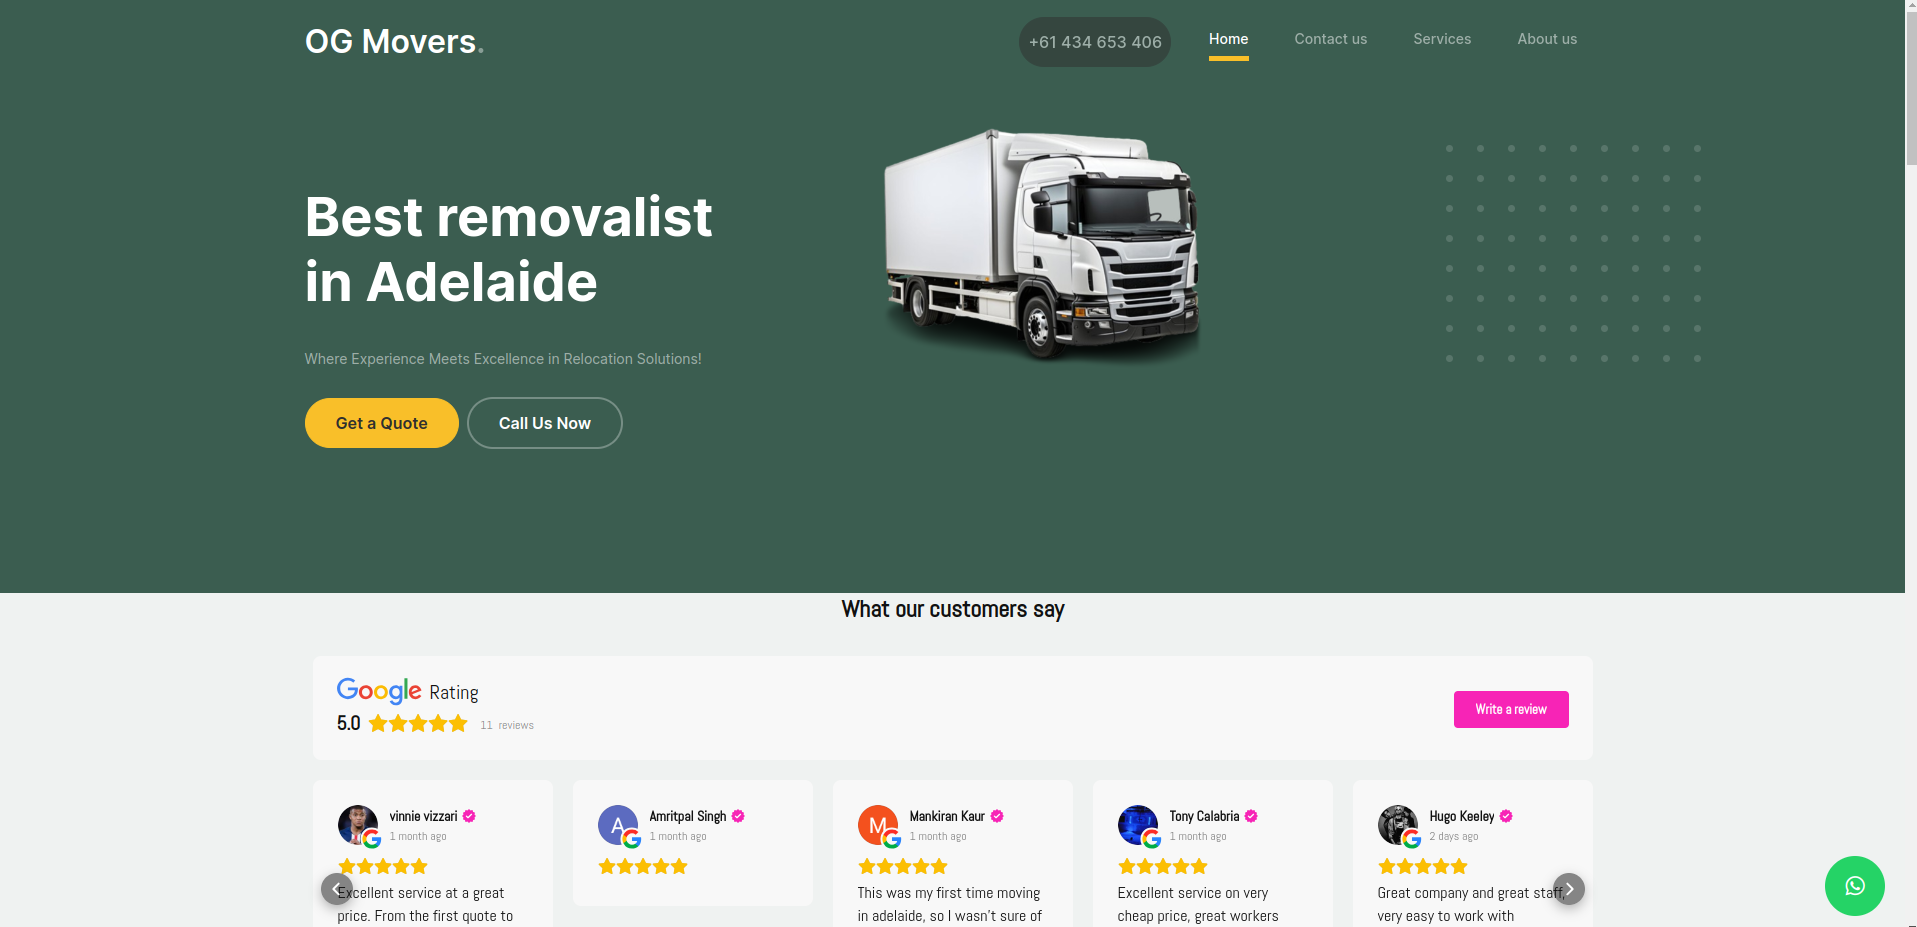 OG Movers.
+61 434 653 406
Home
Contact us
Services
About us
Best removalist
in Adelaide
Where Experience Meets Excellence in Relocation Solutions!
Get a Quote
Call Us Now
What our customers say
Google Rating
5.0
11 reviews
Write a review
vinnie vizzari
1 month ago
Excellent service at a great
price. From the first quote to
A
Amritpal Singh
1 month ago
M
Mankiran Kaur
1 month ago
This was my first time moving
in adelaide, so I wasn't sure of
Tony Calabria
1 month ago
Excellent service on very
cheap price, great workers
Hugo Keeley
2 days ago
Great company and great staff,
very easy to work with